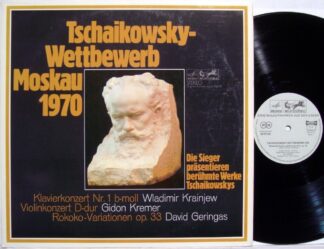 Tschaikowsky-
Wettbewerb
Moskau
1970
STEREO
Die Sieger
präsentieren
berühmte Werke
Tschaikowskys
Klavierkonzert Nr. 1 b-moll Wladimir Krainjew
Violinkonzert D-dur Gidon Kremer
Rokoko-Variationen op. 33 David Geringas